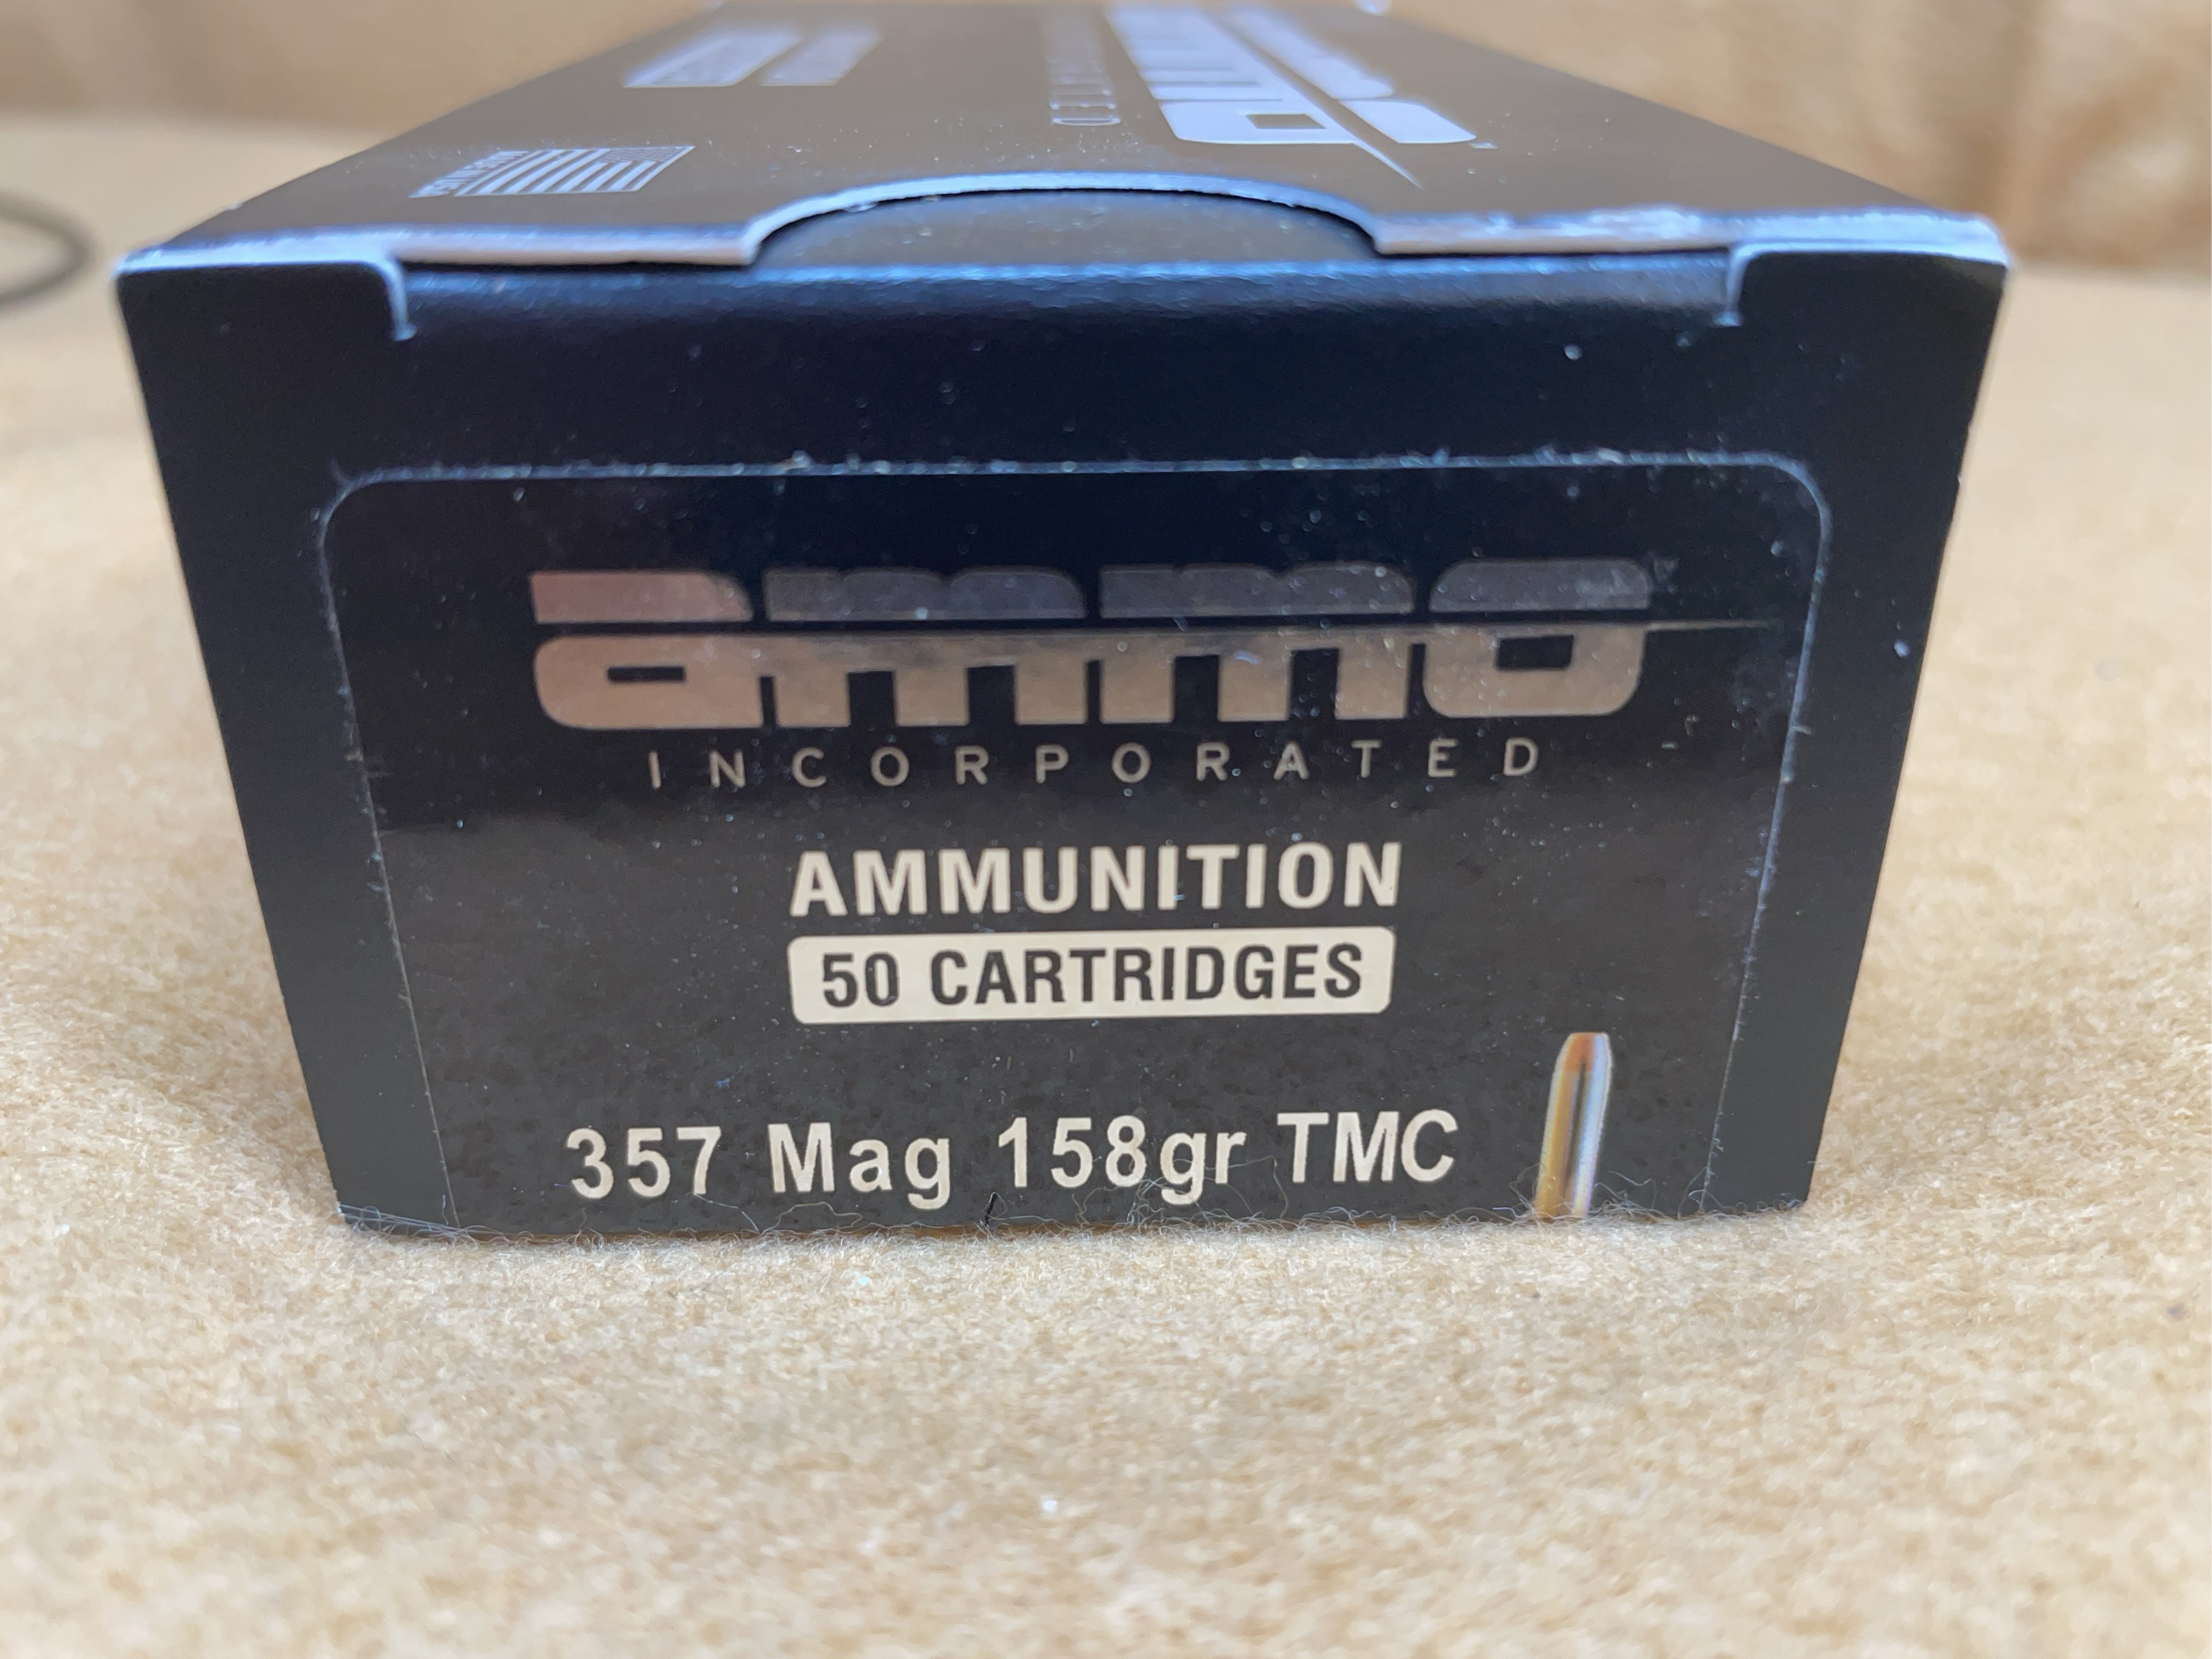 ammo
INCORPORATED
AMMUNITION
50 CARTRIDGES
357 Mag 158gr TMC